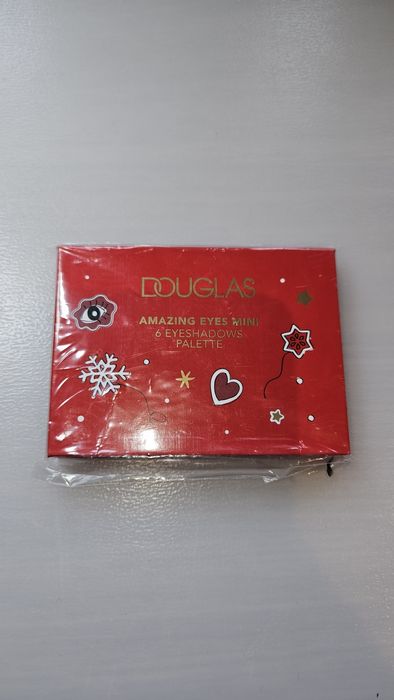 DOUGLAS
AMAZING EYES MINI
6 EYESHADOWS
PALETTE